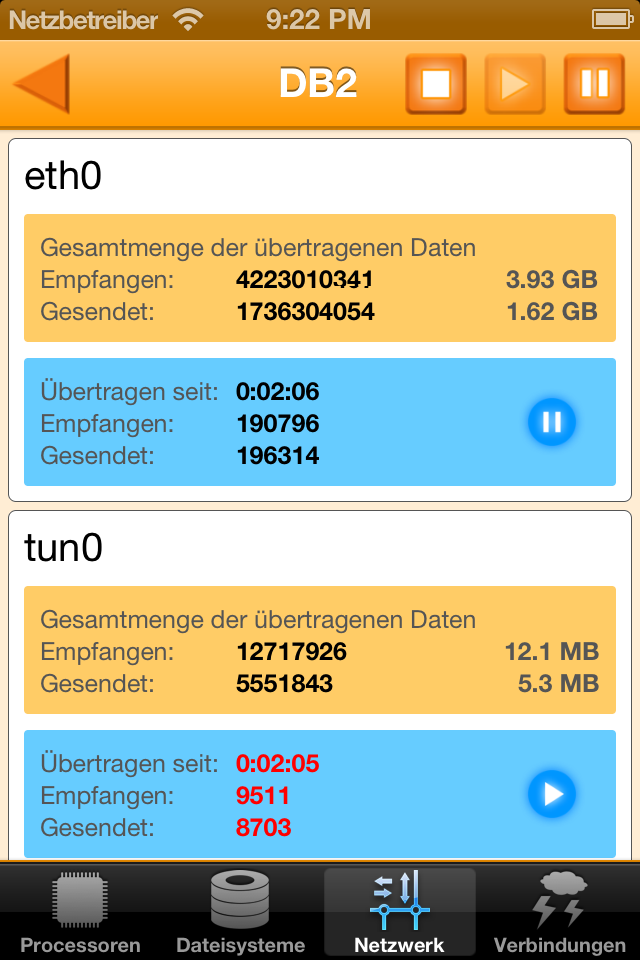 Netzbetreiber 9:22 PM
DB2
eth0
Gesamtmenge der übertragenen Daten
Empfangen: 4223010341 3.93 GB
Gesendet: 1736304054 1.62 GB
Übertragen seit: 0:02:06
Empfangen: 190796
Gesendet: 196314
tun0
Gesamtmenge der übertragenen Daten
Empfangen: 12717926 12.1 MB
Gesendet: 5551843 5.3 MB
Übertragen seit: 0:02:05
Empfangen: 9511
Gesendet: 8703
Processoren Dateisysteme Netzwerk Verbindungen